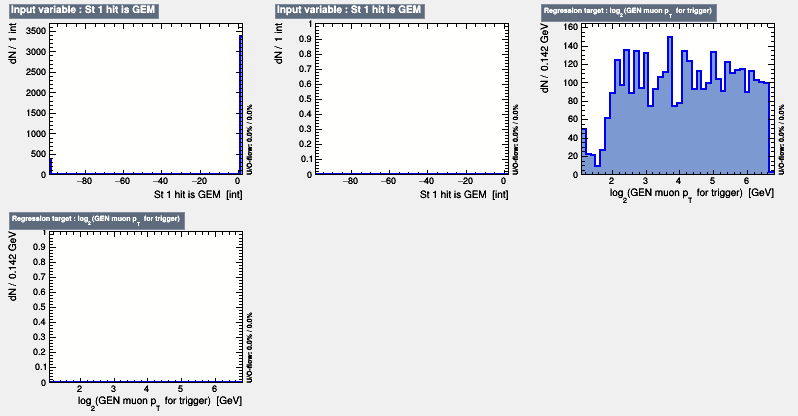 Input variable : St 1 hit is GEM
dN / 1 int
3500
3000
2500
2000
1500
1000
500
0
−80 −60 −40 −20 0
St 1 hit is GEM [int]
U/O-flow: 0.0% / 0.0%
Input variable : St 1 hit is GEM
dN / 1 int
1
0.9
0.8
0.7
0.6
0.5
0.4
0.3
0.2
0.1
0
−80 −60 −40 −20 0
St 1 hit is GEM [int]
U/O-flow: 0.0% / 0.0%
Regression target : log2(GEN muon pT for trigger)
dN / 0.142 GeV
160
140
120
100
80
60
40
20
0
2 3 4 5 6
log2(GEN muon pT for trigger) [GeV]
U/O-flow: 0.0% / 0.0%
Regression target : log2(GEN muon pT for trigger)
dN / 0.142 GeV
1
0.9
0.8
0.7
0.6
0.5
0.4
0.3
0.2
0.1
0
2 3 4 5 6
log2(GEN muon pT for trigger) [GeV]
U/O-flow: 0.0% / 0.0%